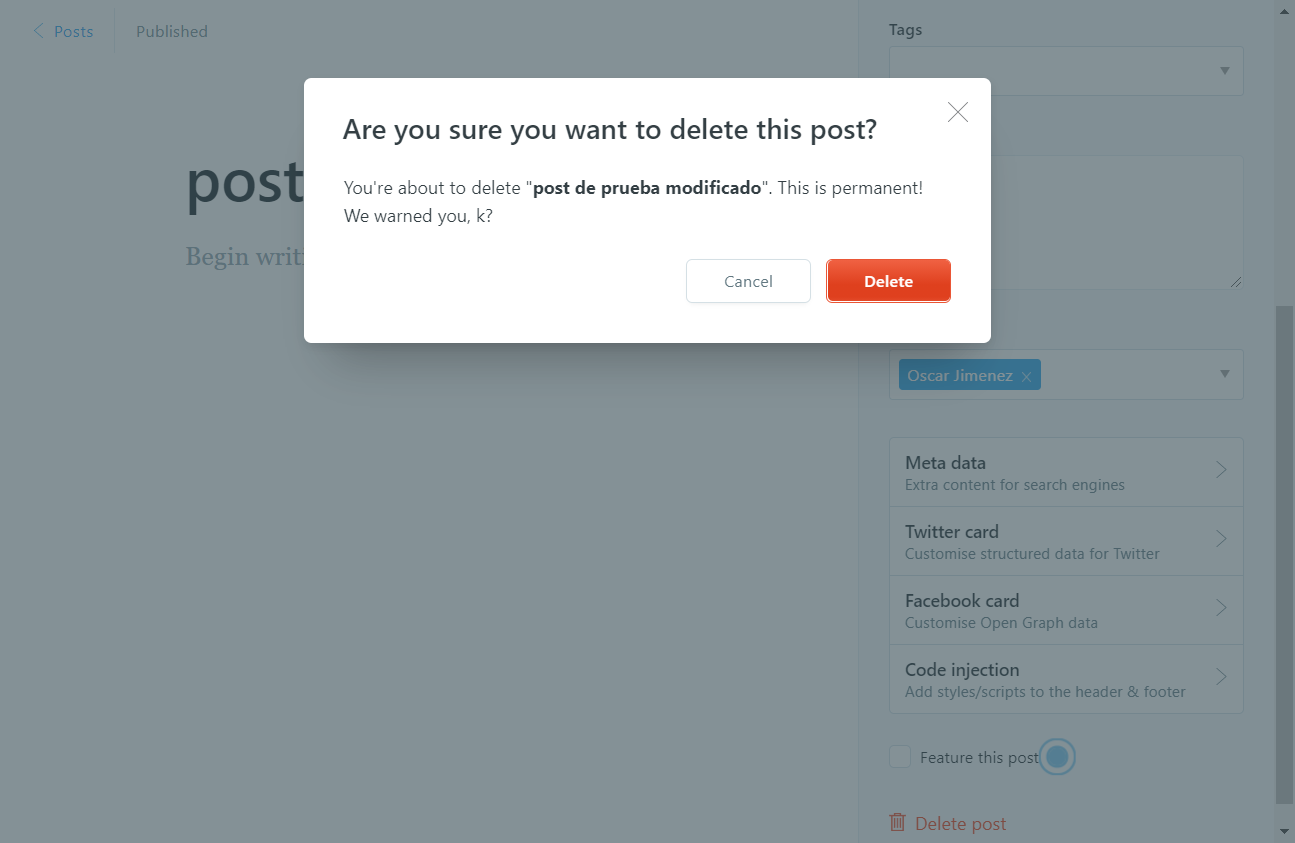 Posts
Published
Tags
Are you sure you want to delete this post?
You're about to delete "post de prueba modificado". This is permanent!
We warned you, k?
Cancel
Delete
post
Begin writi
Oscar Jimenez
Meta data
Extra content for search engines
Twitter card
Customise structured data for Twitter
Facebook card
Customise Open Graph data
Code injection
Add styles/scripts to the header & footer
Feature this post
Delete post